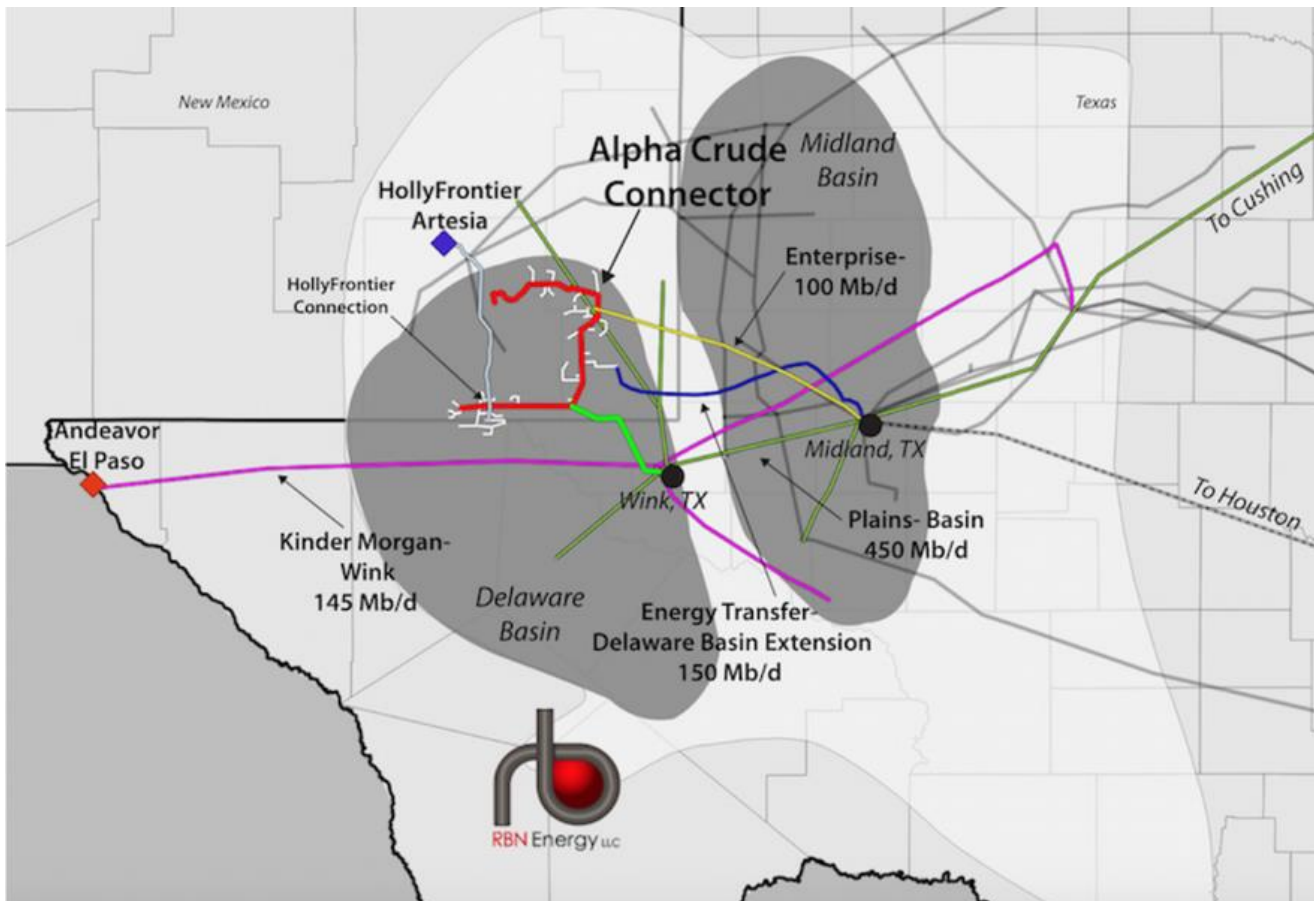 New Mexico
Texas
Alpha Crude
Connector
Midland
Basin
HollyFrontier
Artesia
To Cushing
Enterprise-
100 Mb/d
HollyFrontier
Connection
Andeavor
El Paso
Midland, TX
Wink, TX
To Houston
Plains- Basin
450 Mb/d
Kinder Morgan-
Wink
145 Mb/d
Delaware
Basin
Energy Transfer-
Delaware Basin Extension
150 Mb/d
RBN Energy LLC